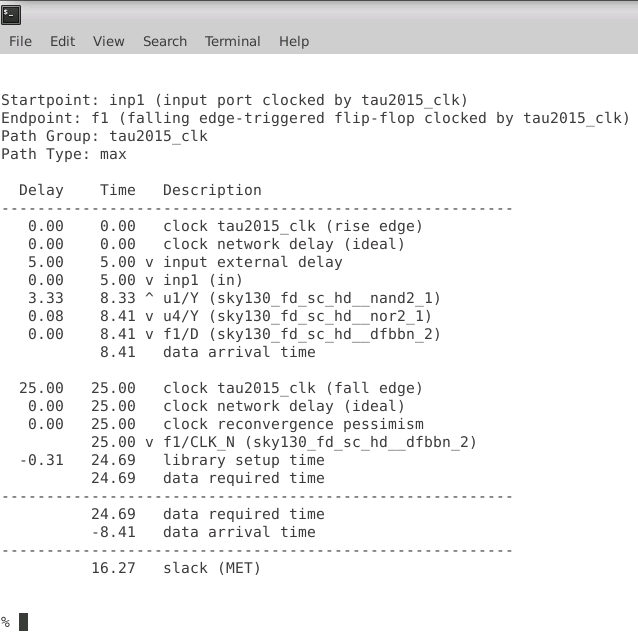 File Edit View Search Terminal Help
Startpoint: inp1 (input port clocked by tau2015_clk)
Endpoint: f1 (falling edge-triggered flip-flop clocked by tau2015_clk)
Path Group: tau2015_clk
Path Type: max
  Delay    Time   Description
---------------------------------------------------------
   0.00    0.00   clock tau2015_clk (rise edge)
   0.00    0.00   clock network delay (ideal)
   5.00    5.00 v input external delay
   0.00    5.00 v inp1 (in)
   3.33    8.33 ^ u1/Y (sky130_fd_sc_hd__nand2_1)
   0.08    8.41 v u4/Y (sky130_fd_sc_hd__nor2_1)
   0.00    8.41 v f1/D (sky130_fd_sc_hd__dfbbn_2)
           8.41   data arrival time
  25.00   25.00   clock tau2015_clk (fall edge)
   0.00   25.00   clock network delay (ideal)
   0.00   25.00   clock reconvergence pessimism
          25.00 v f1/CLK_N (sky130_fd_sc_hd__dfbbn_2)
  -0.31   24.69   library setup time
          24.69   data required time
---------------------------------------------------------
          24.69   data required time
          -8.41   data arrival time
---------------------------------------------------------
          16.27   slack (MET)
%